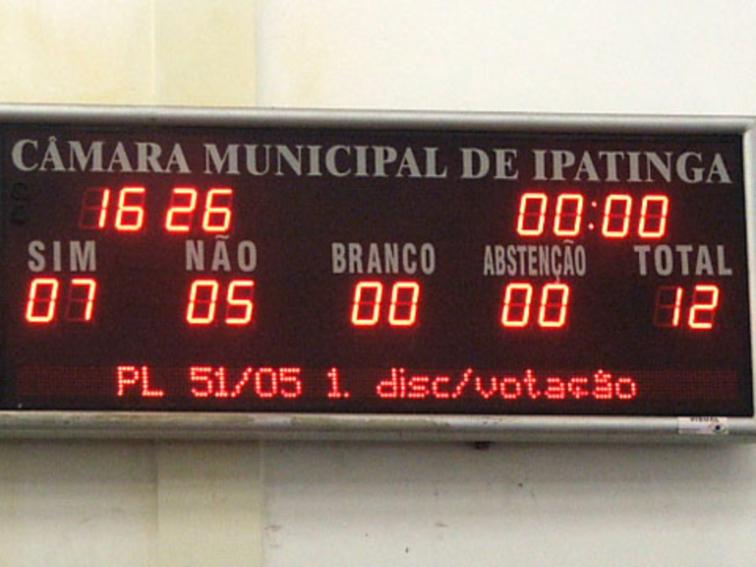 CÂMARA MUNICIPAL DE IPATINGA
16 26 00:00
SIM NÃO BRANCO ABSTENÇÃO TOTAL
07 05 00 00 12
PL 51/05 1. disc/votação